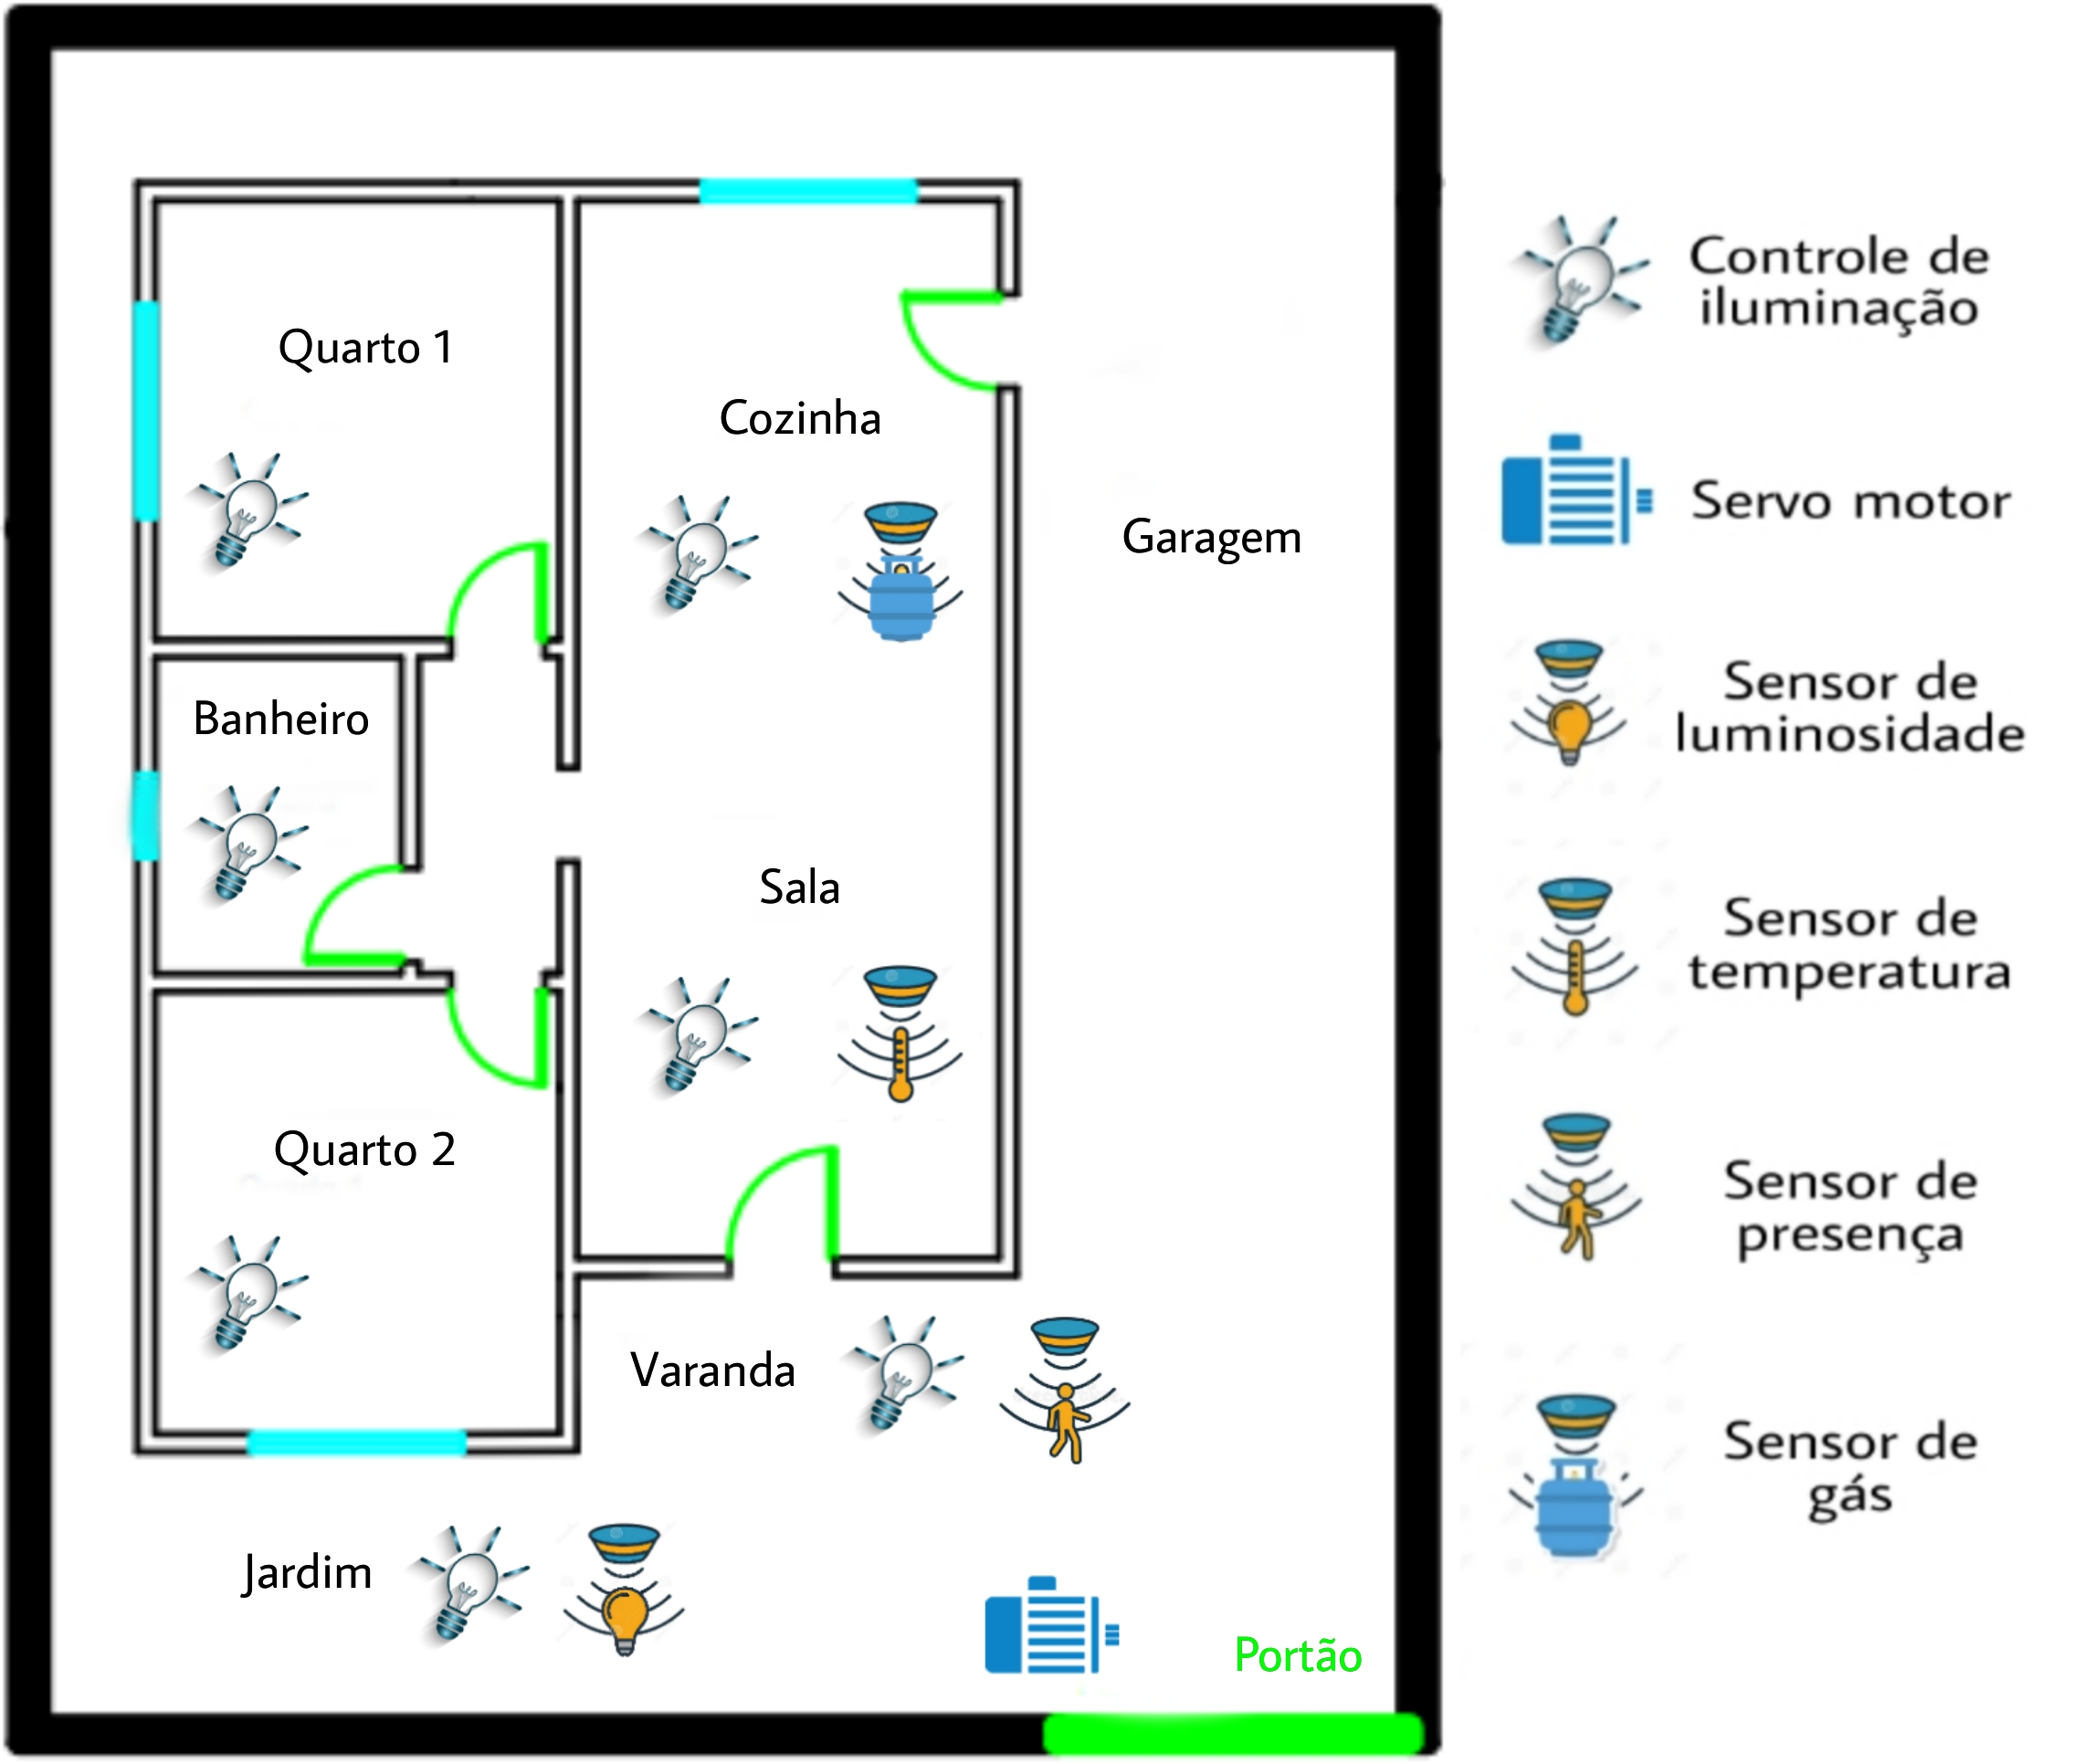 Quarto 1
Cozinha
Garagem
Banheiro
Sala
Quarto 2
Varanda
Jardim
Portão
Controle de
iluminação
Servo motor
Sensor de
luminosidade
Sensor de
temperatura
Sensor de
presença
Sensor de
gás